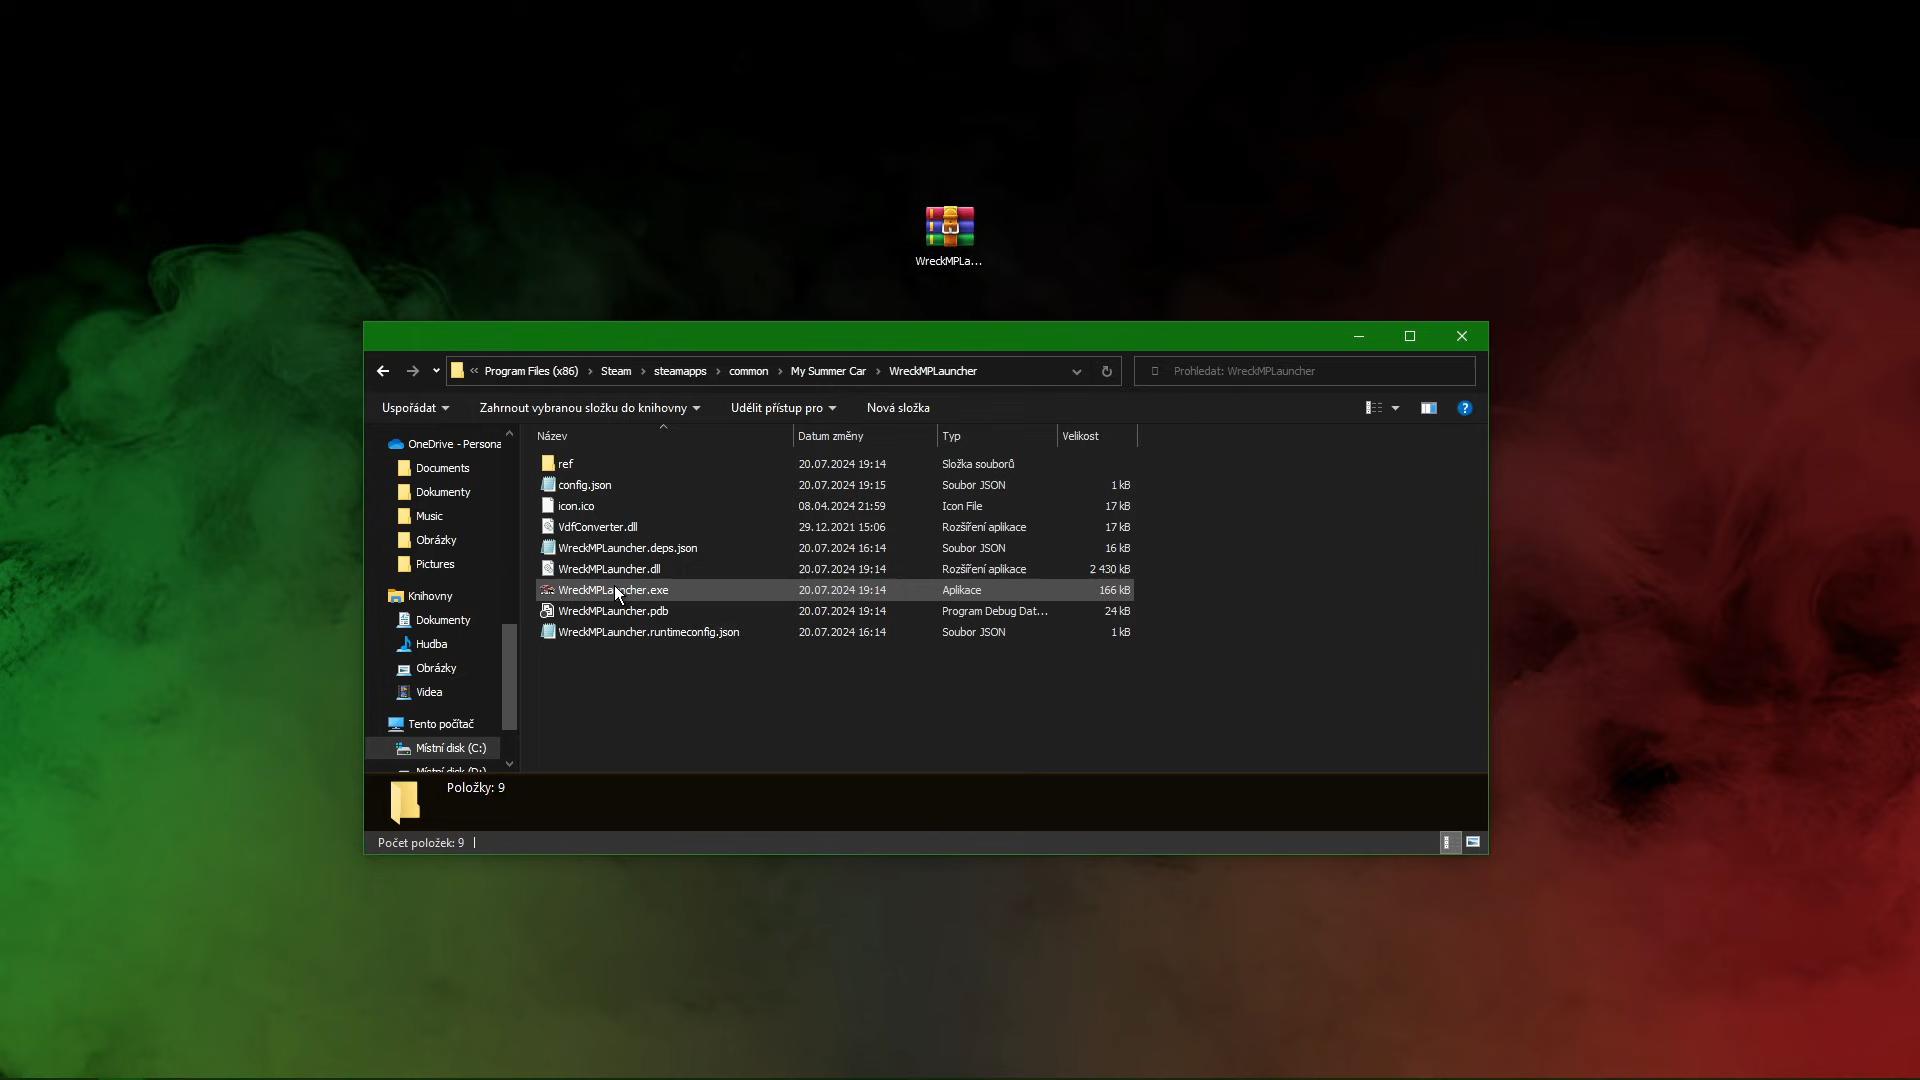 WreckMPLa...
Program Files (x86) Steam steamapps common My Summer Car WreckMPLauncher
Prohledat: WreckMPLauncher
Uspořádat Zahrnout vybranou složku do knihovny Udělit přístup pro Nová složka
Název Datum změny Typ Velikost
OneDrive - Persona
Documents
Dokumenty
Music
Obrázky
Pictures
Knihovny
Dokumenty
Hudba
Obrázky
Videa
Tento počítač
Místní disk (C:)
Místní disk (D:)
ref 20.07.2024 19:14 Složka souborů
config.json 20.07.2024 19:15 Soubor JSON 1 kB
icon.ico 08.04.2024 21:59 Icon File 17 kB
VdfConverter.dll 29.12.2021 15:06 Rozšíření aplikace 17 kB
WreckMPLauncher.deps.json 20.07.2024 16:14 Soubor JSON 16 kB
WreckMPLauncher.dll 20.07.2024 19:14 Rozšíření aplikace 2 430 kB
WreckMPLauncher.exe 20.07.2024 19:14 Aplikace 166 kB
WreckMPLauncher.pdb 20.07.2024 19:14 Program Debug Dat... 24 kB
WreckMPLauncher.runtimeconfig.json 20.07.2024 16:14 Soubor JSON 1 kB
Položky: 9
Počet položek: 9